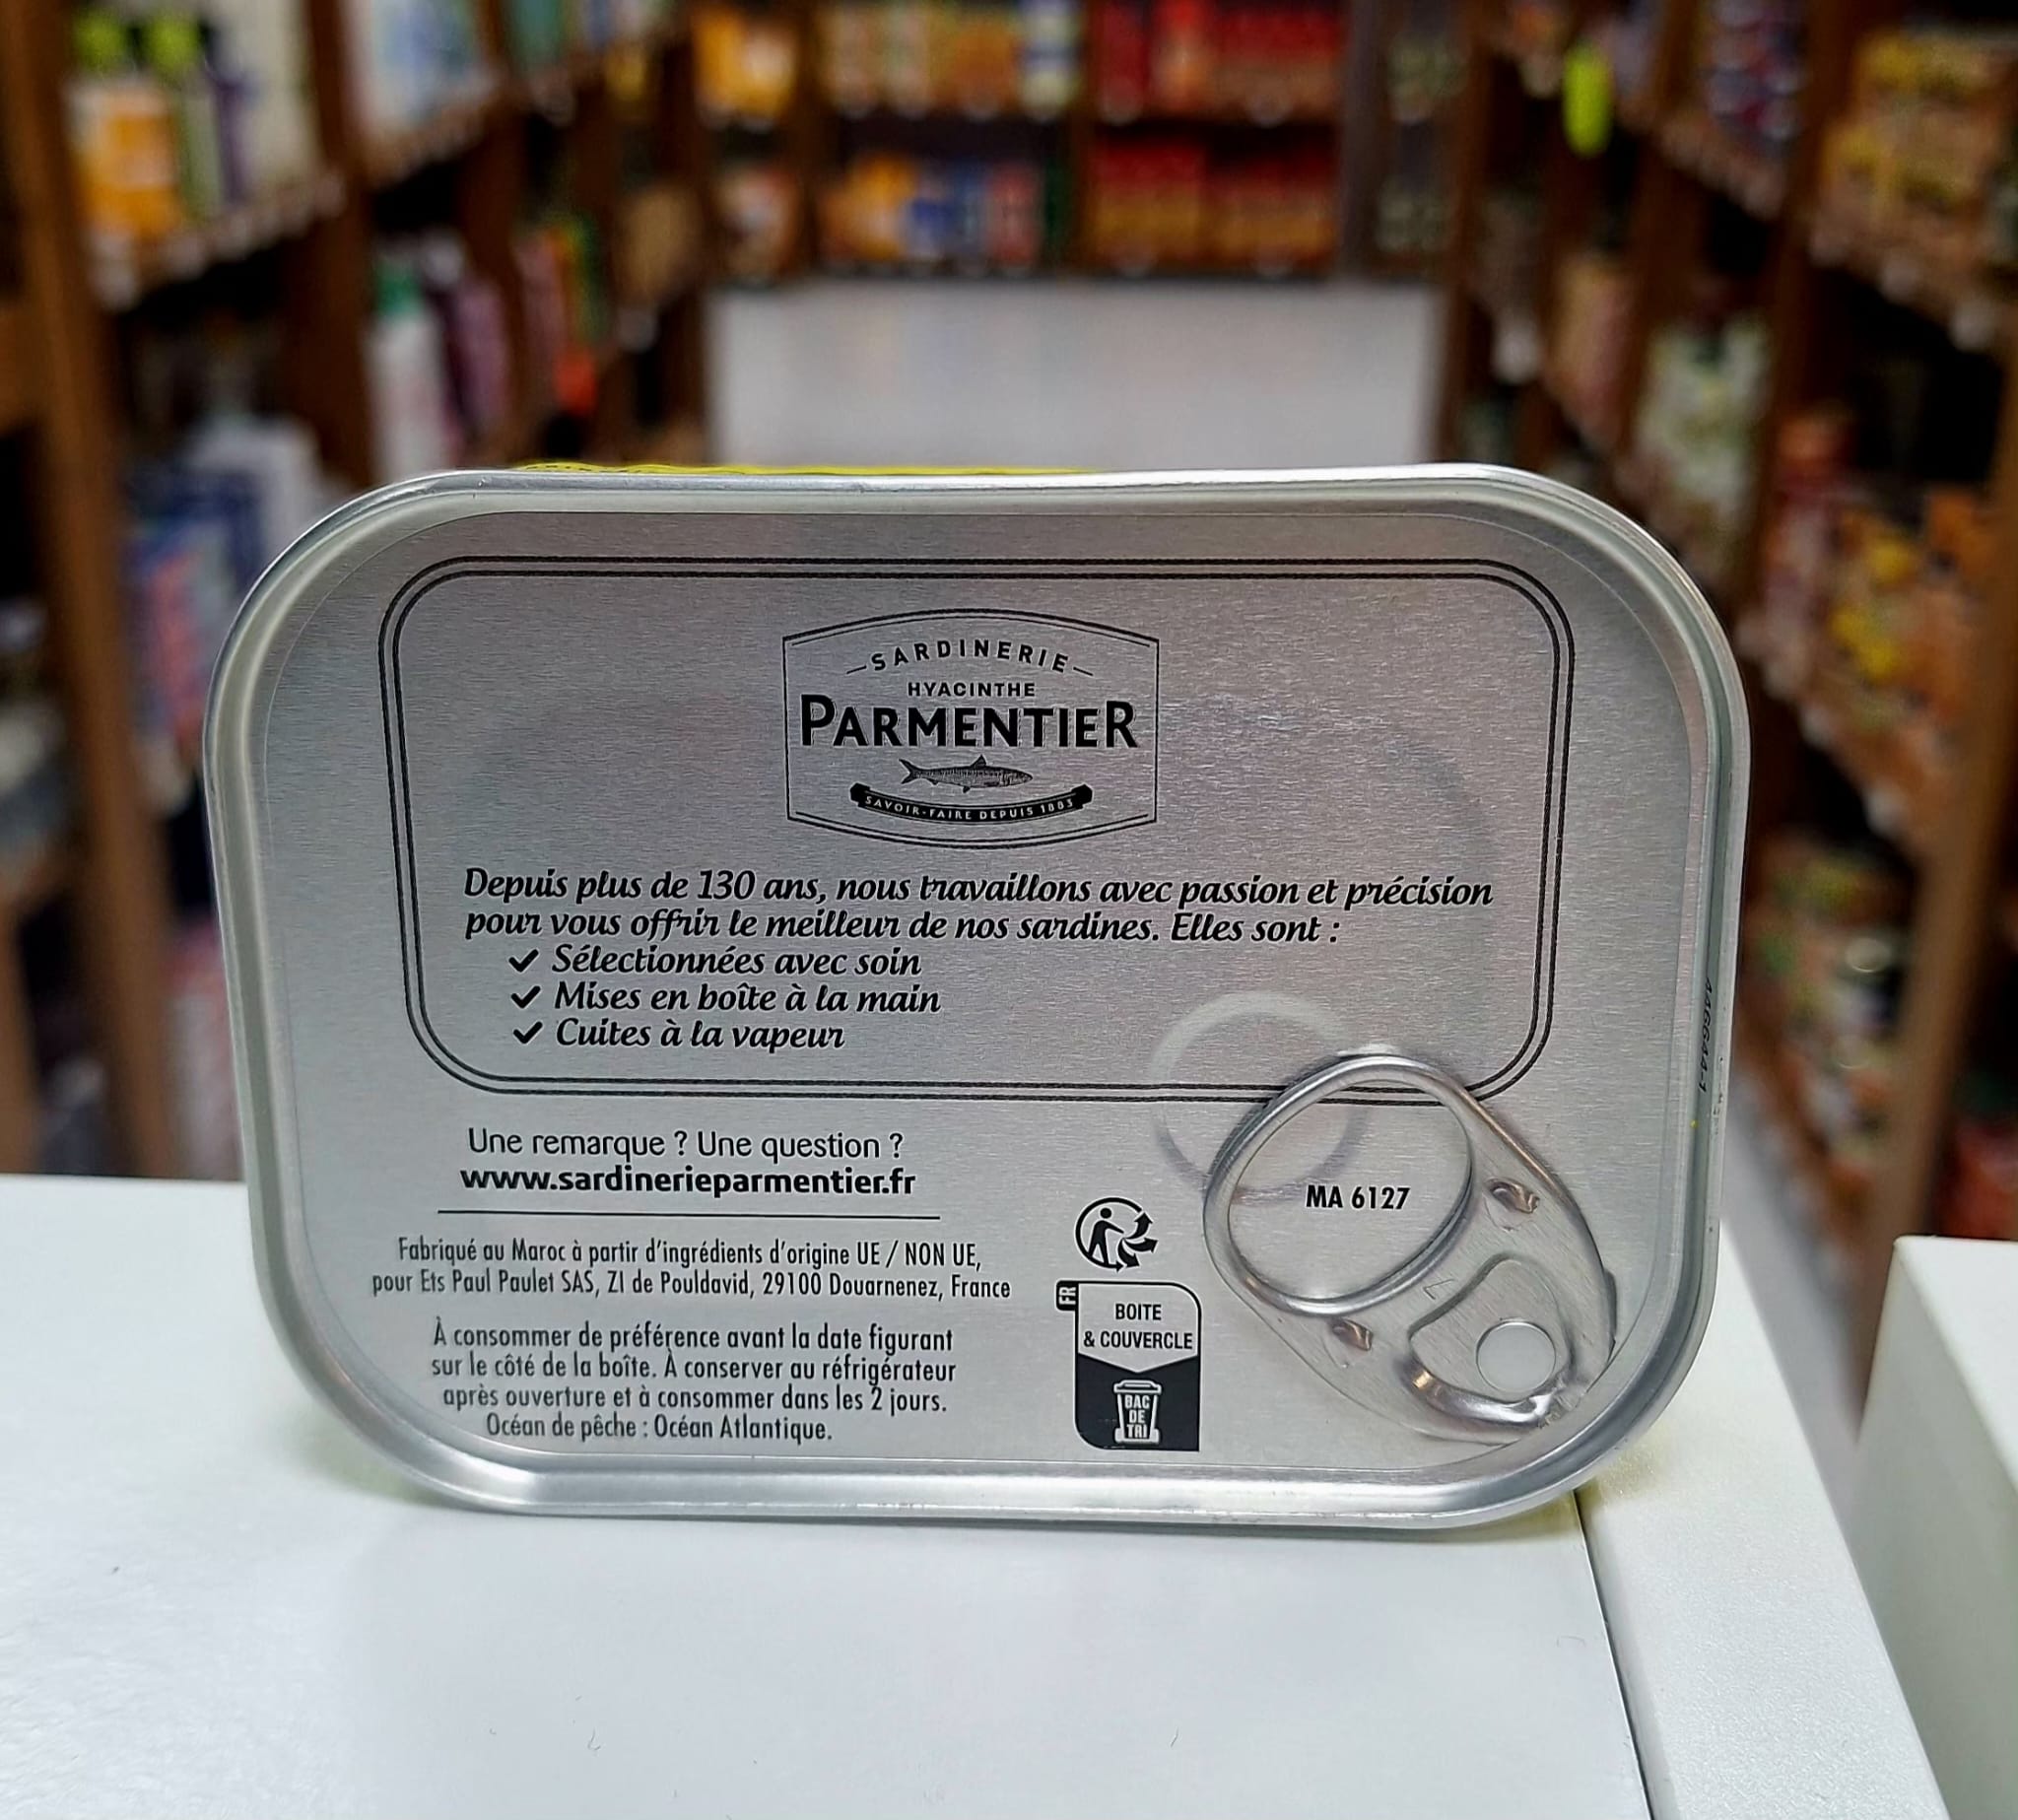 SARDINERIE
HYACINTHE
PARMENTIER
SAVOIR-FAIRE DEPUIS 1883
Depuis plus de 130 ans, nous travaillons avec passion et précision
pour vous offrir le meilleur de nos sardines. Elles sont :
✓ Sélectionnées avec soin
✓ Mises en boîte à la main
✓ Cuites à la vapeur
Une remarque ? Une question ?
www.sardinerieparmentier.fr
Fabriqué au Maroc à partir d'ingrédients d'origine UE / NON UE,
pour Ets Paul Paulet SAS, ZI de Pouldavid, 29100 Douarnenez, France
À consommer de préférence avant la date figurant
sur le côté de la boîte. À conserver au réfrigérateur
après ouverture et à consommer dans les 2 jours.
Océan de pêche : Océan Atlantique.
FR
BOITE
& COUVERCLE
BAC
DE
TRI
MA 6127